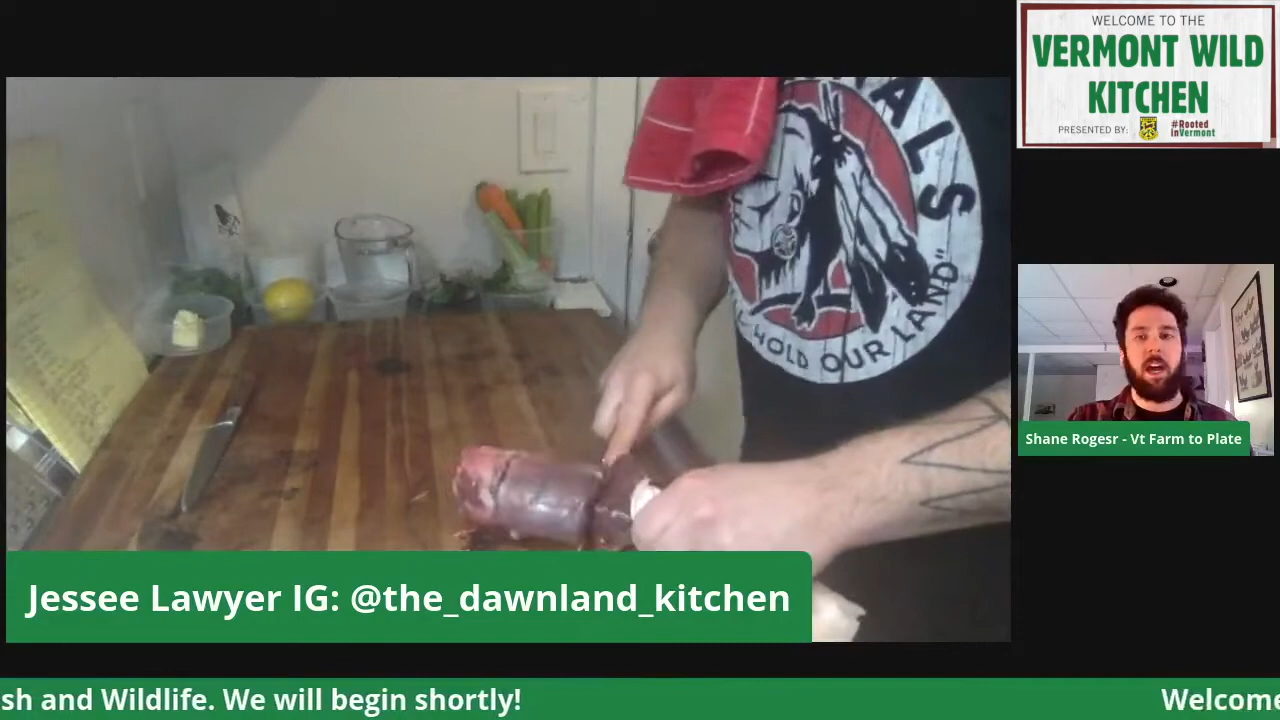 WELCOME TO THE
VERMONT WILD
KITCHEN
PRESENTED BY:
#Rooted
inVermont
ALS
HOLD OUR LAND"
Shane Rogesr - Vt Farm to Plate
Jessee Lawyer IG: @the_dawnland_kitchen
sh and Wildlife. We will begin shortly!
Welcome